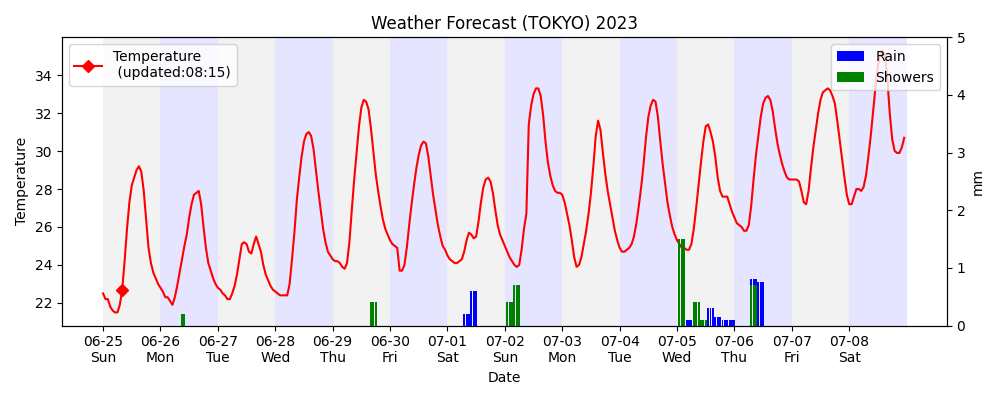 Weather Forecast (TOKYO) 2023
Temperature
(updated:08:15)
Rain
Showers
Temperature
34
32
30
28
26
24
22
5
4
3
2
1
0
mm
06-25 06-26 06-27 06-28 06-29 06-30 07-01 07-02 07-03 07-04 07-05 07-06 07-07 07-08
Sun Mon Tue Wed Thu Fri Sat Sun Mon Tue Wed Thu Fri Sat
Date